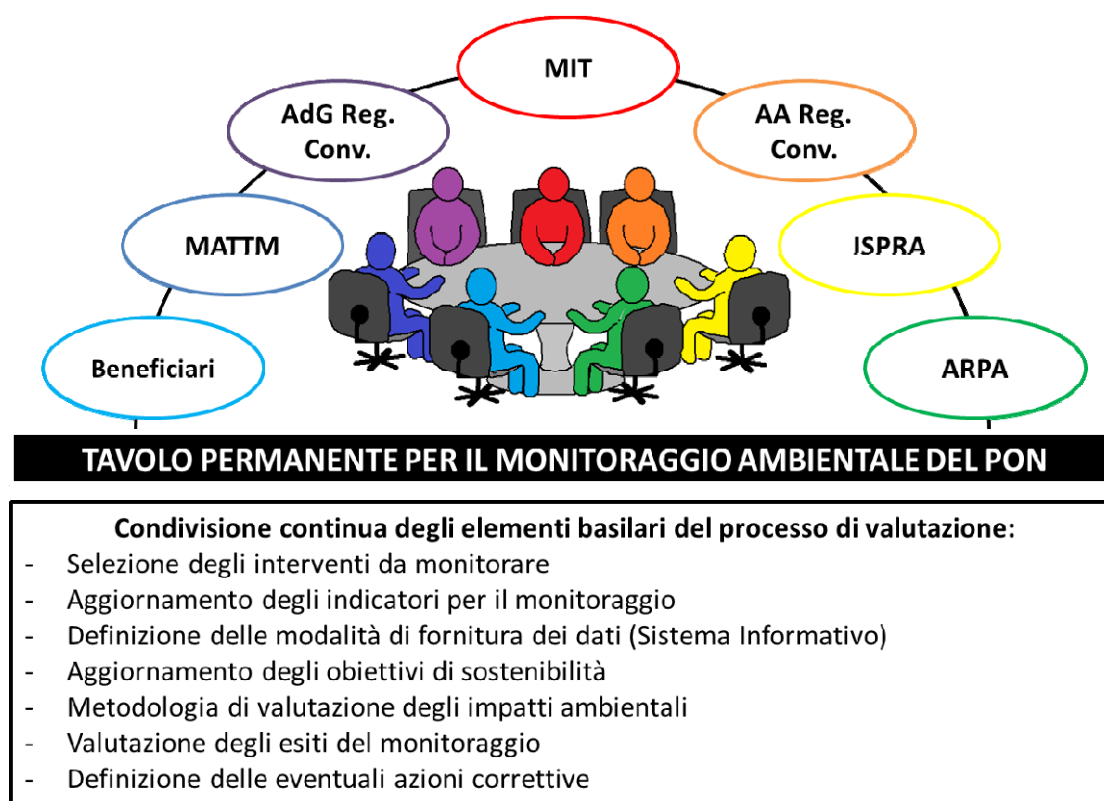 MIT
AdG Reg.
Conv.
AA Reg.
Conv.
MATTM
ISPRA
Beneficiari
ARPA
TAVOLO PERMANENTE PER IL MONITORAGGIO AMBIENTALE DEL PON
Condivisione continua degli elementi basilari del processo di valutazione:
- Selezione degli interventi da monitorare
- Aggiornamento degli indicatori per il monitoraggio
- Definizione delle modalità di fornitura dei dati (Sistema Informativo)
- Aggiornamento degli obiettivi di sostenibilità
- Metodologia di valutazione degli impatti ambientali
- Valutazione degli esiti del monitoraggio
- Definizione delle eventuali azioni correttive